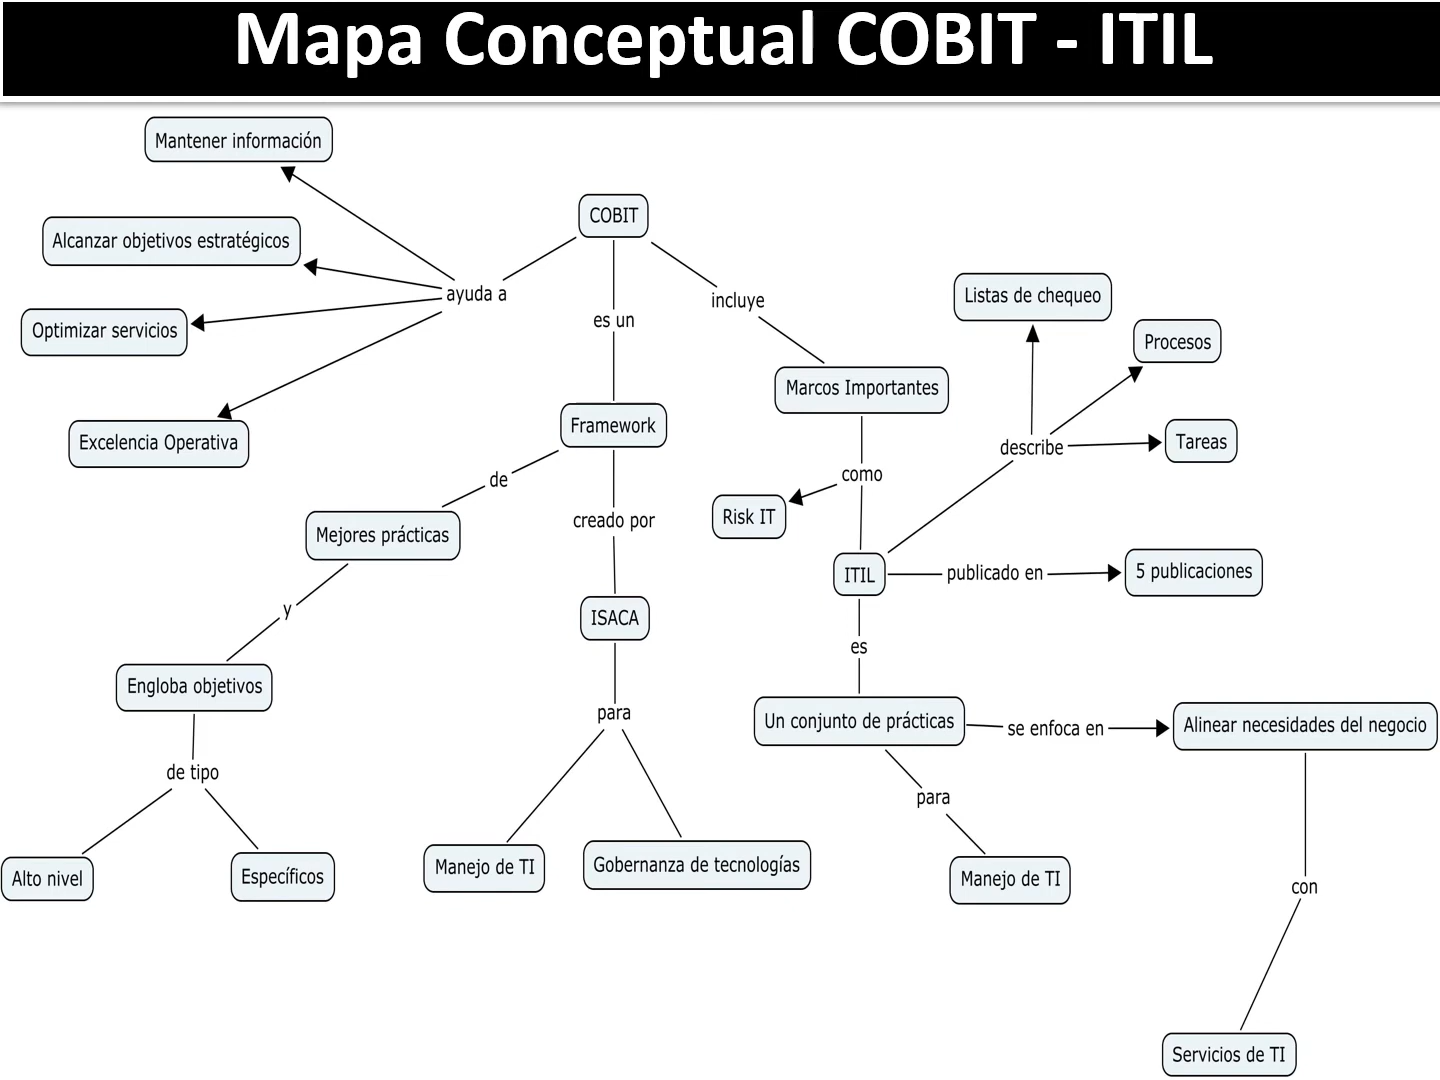 Mapa Conceptual COBIT - ITIL
Mantener información
COBIT
Alcanzar objetivos estratégicos
ayuda a
incluye
Listas de chequeo
es un
Optimizar servicios
Procesos
Marcos Importantes
Framework
Excelencia Operativa
describe
Tareas
de
como
Mejores prácticas
creado por
Risk IT
ITIL
publicado en
5 publicaciones
y
ISACA
es
Engloba objetivos
para
Un conjunto de prácticas
se enfoca en
Alinear necesidades del negocio
de tipo
para
Alto nivel
Específicos
Manejo de TI
Gobernanza de tecnologías
Manejo de TI
con
Servicios de TI